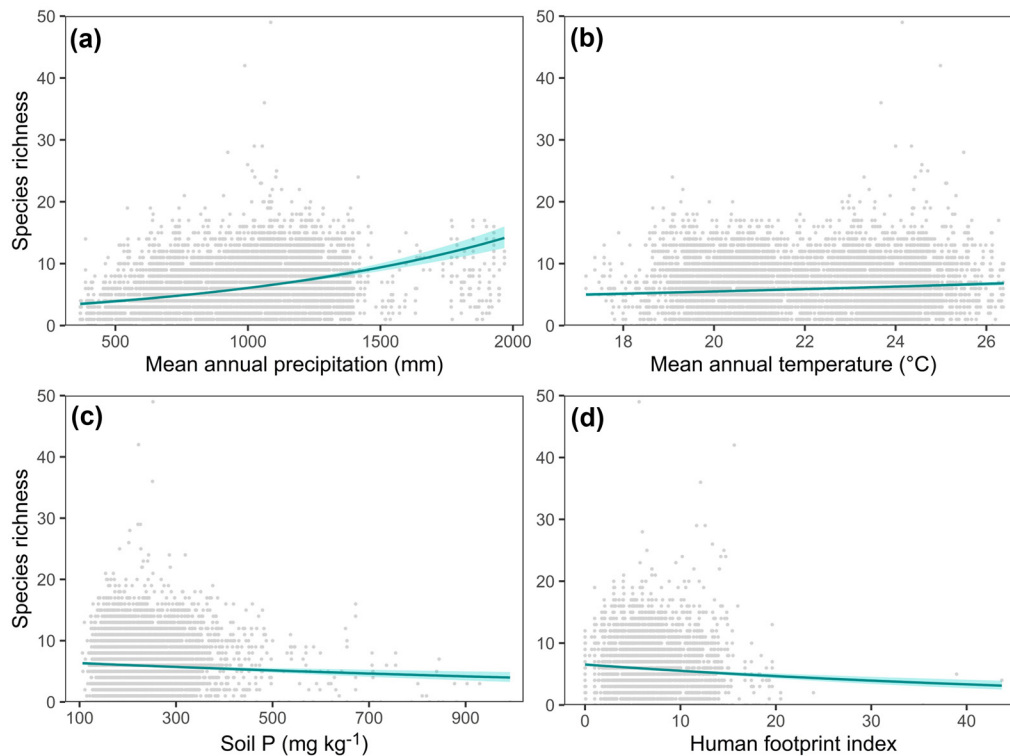 (a)
Species richness
50
40
30
20
10
0
500 1000 1500 2000
Mean annual precipitation (mm)
(b)
50
40
30
20
10
0
18 20 22 24 26
Mean annual temperature (°C)
(c)
Species richness
50
40
30
20
10
0
100 300 500 700 900
Soil P (mg kg⁻¹)
(d)
50
40
30
20
10
0
0 10 20 30 40
Human footprint index